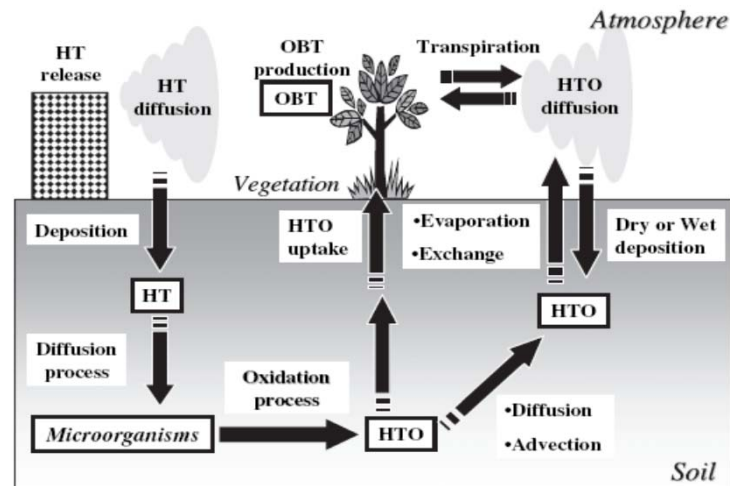 Atmosphere
HT
release
HT
diffusion
OBT
production
OBT
Transpiration
HTO
diffusion
Vegetation
Deposition
HTO
uptake
•Evaporation
•Exchange
Dry or Wet
deposition
HT
HTO
Diffusion
process
Oxidation
process
Microorganisms
HTO
•Diffusion
•Advection
Soil